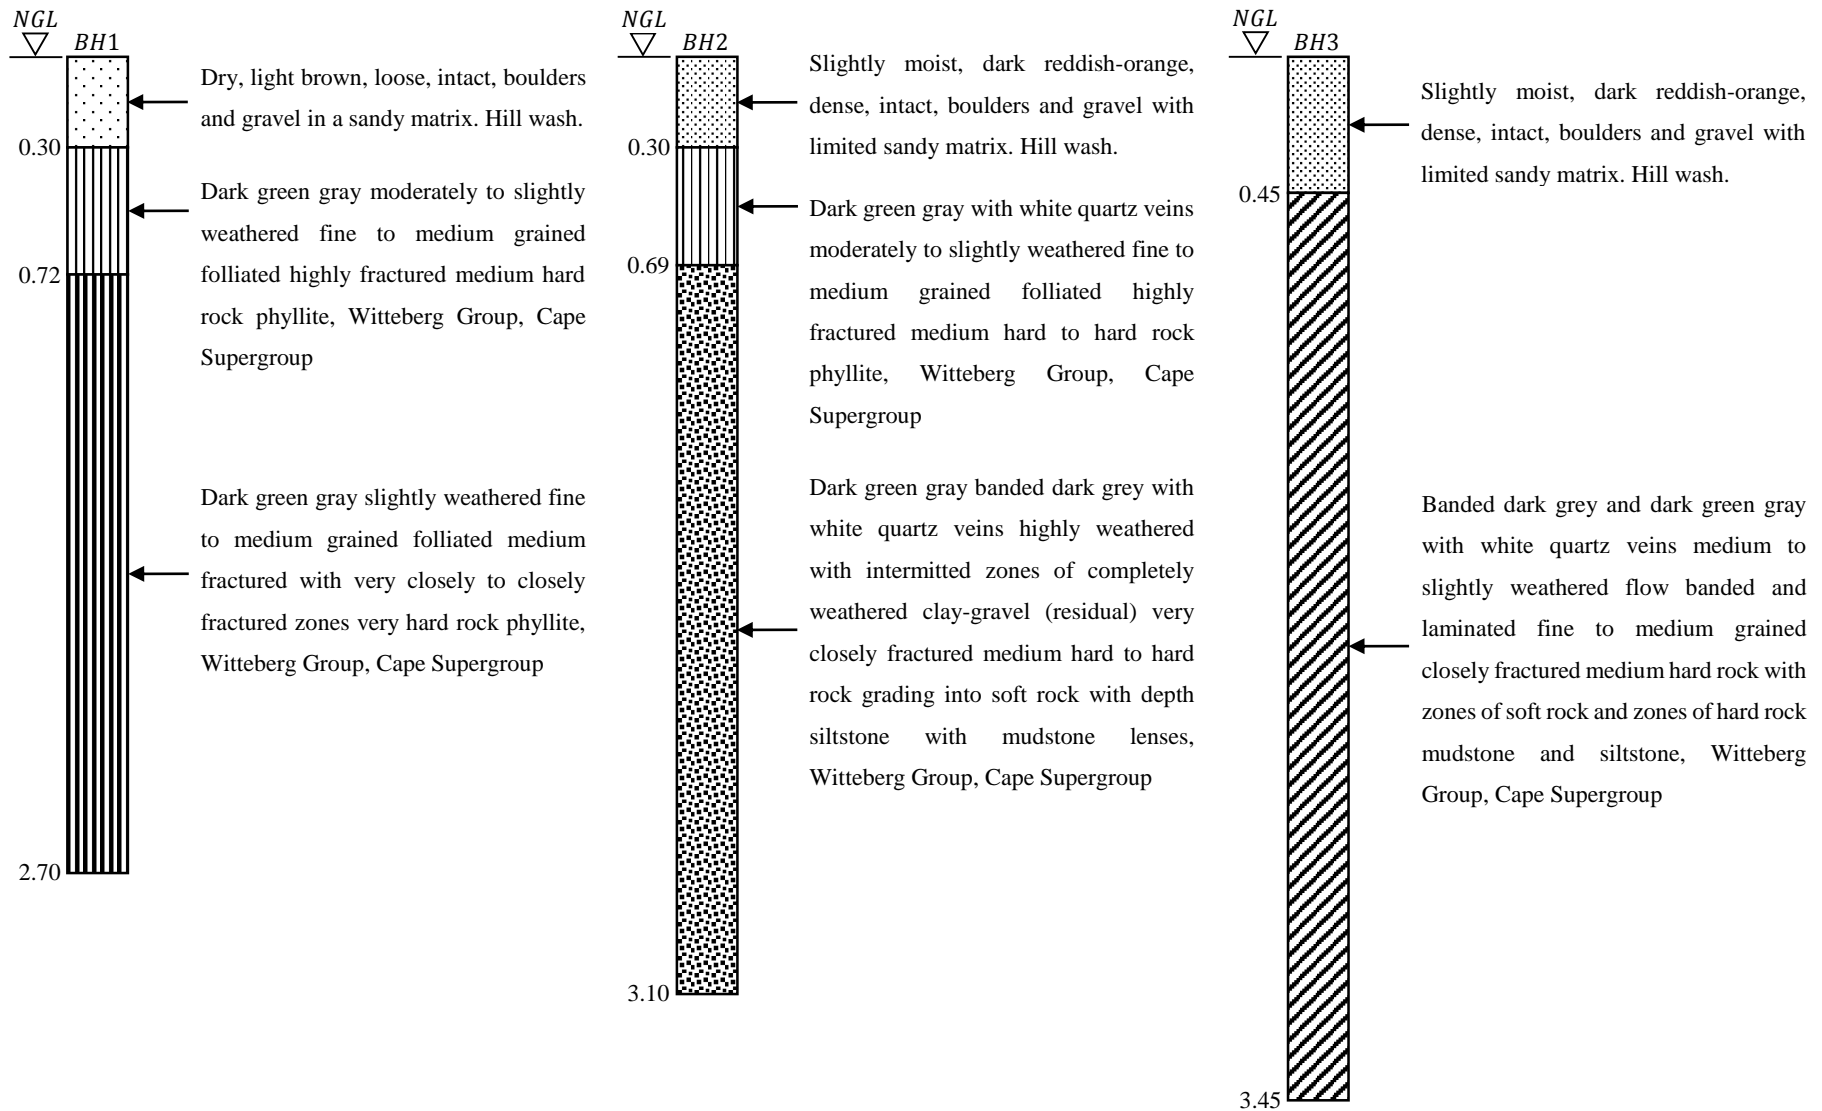 NGL
BH1
Dry, light brown, loose, intact, boulders
and gravel in a sandy matrix. Hill wash.
0.30
Dark green gray moderately to slightly
weathered fine to medium grained
folliated highly fractured medium hard
rock phyllite, Witteberg Group, Cape
Supergroup
0.72
Dark green gray slightly weathered fine
to medium grained folliated medium
fractured with very closely to closely
fractured zones very hard rock phyllite,
Witteberg Group, Cape Supergroup
2.70
NGL
BH2
Slightly moist, dark reddish-orange,
dense, intact, boulders and gravel with
limited sandy matrix. Hill wash.
0.30
Dark green gray with white quartz veins
moderately to slightly weathered fine to
medium grained folliated highly
fractured medium hard to hard rock
phyllite, Witteberg Group, Cape
Supergroup
0.69
Dark green gray banded dark grey with
white quartz veins highly weathered
with intermitted zones of completely
weathered clay-gravel (residual) very
closely fractured medium hard to hard
rock grading into soft rock with depth
siltstone with mudstone lenses,
Witteberg Group, Cape Supergroup
3.10
NGL
BH3
Slightly moist, dark reddish-orange,
dense, intact, boulders and gravel with
limited sandy matrix. Hill wash.
0.45
Banded dark grey and dark green gray
with white quartz veins medium to
slightly weathered flow banded and
laminated fine to medium grained
closely fractured medium hard rock with
zones of soft rock and zones of hard rock
mudstone and siltstone, Witteberg
Group, Cape Supergroup
3.45